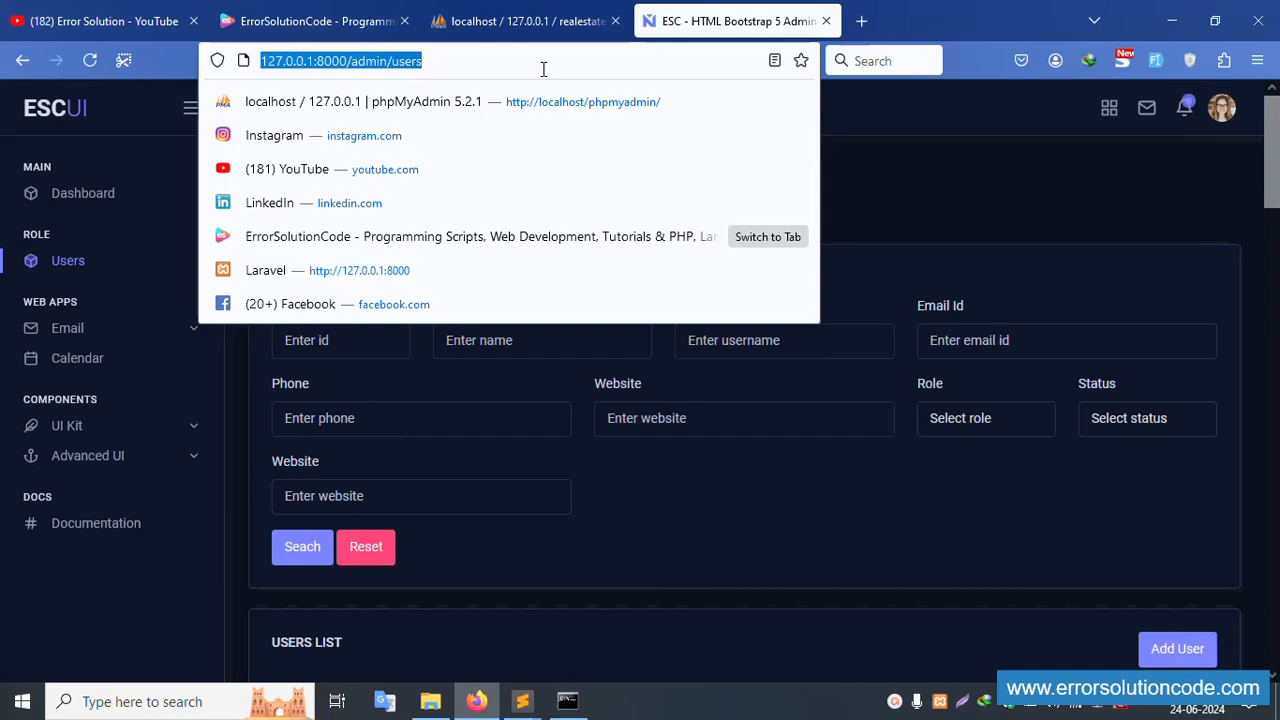 (182) Error Solution - YouTube
ErrorSolutionCode - Programm
localhost / 127.0.0.1 / realestate
ESC - HTML Bootstrap 5 Admin
127.0.0.1:8000/admin/users
Search
New
localhost / 127.0.0.1 | phpMyAdmin 5.2.1 — http://localhost/phpmyadmin/
Instagram — instagram.com
(181) YouTube — youtube.com
LinkedIn — linkedin.com
ErrorSolutionCode - Programming Scripts, Web Development, Tutorials & PHP, Lar
Switch to Tab
Laravel — http://127.0.0.1:8000
(20+) Facebook — facebook.com
ESCUI
MAIN
Dashboard
ROLE
Users
WEB APPS
Email
Calendar
COMPONENTS
UI Kit
Advanced UI
DOCS
Documentation
Email Id
Enter id
Enter name
Enter username
Enter email id
Phone
Website
Role
Status
Enter phone
Enter website
Select role
Select status
Website
Enter website
Seach
Reset
USERS LIST
Add User
www.errorsolutioncode.com
Type here to search
24-06-2024